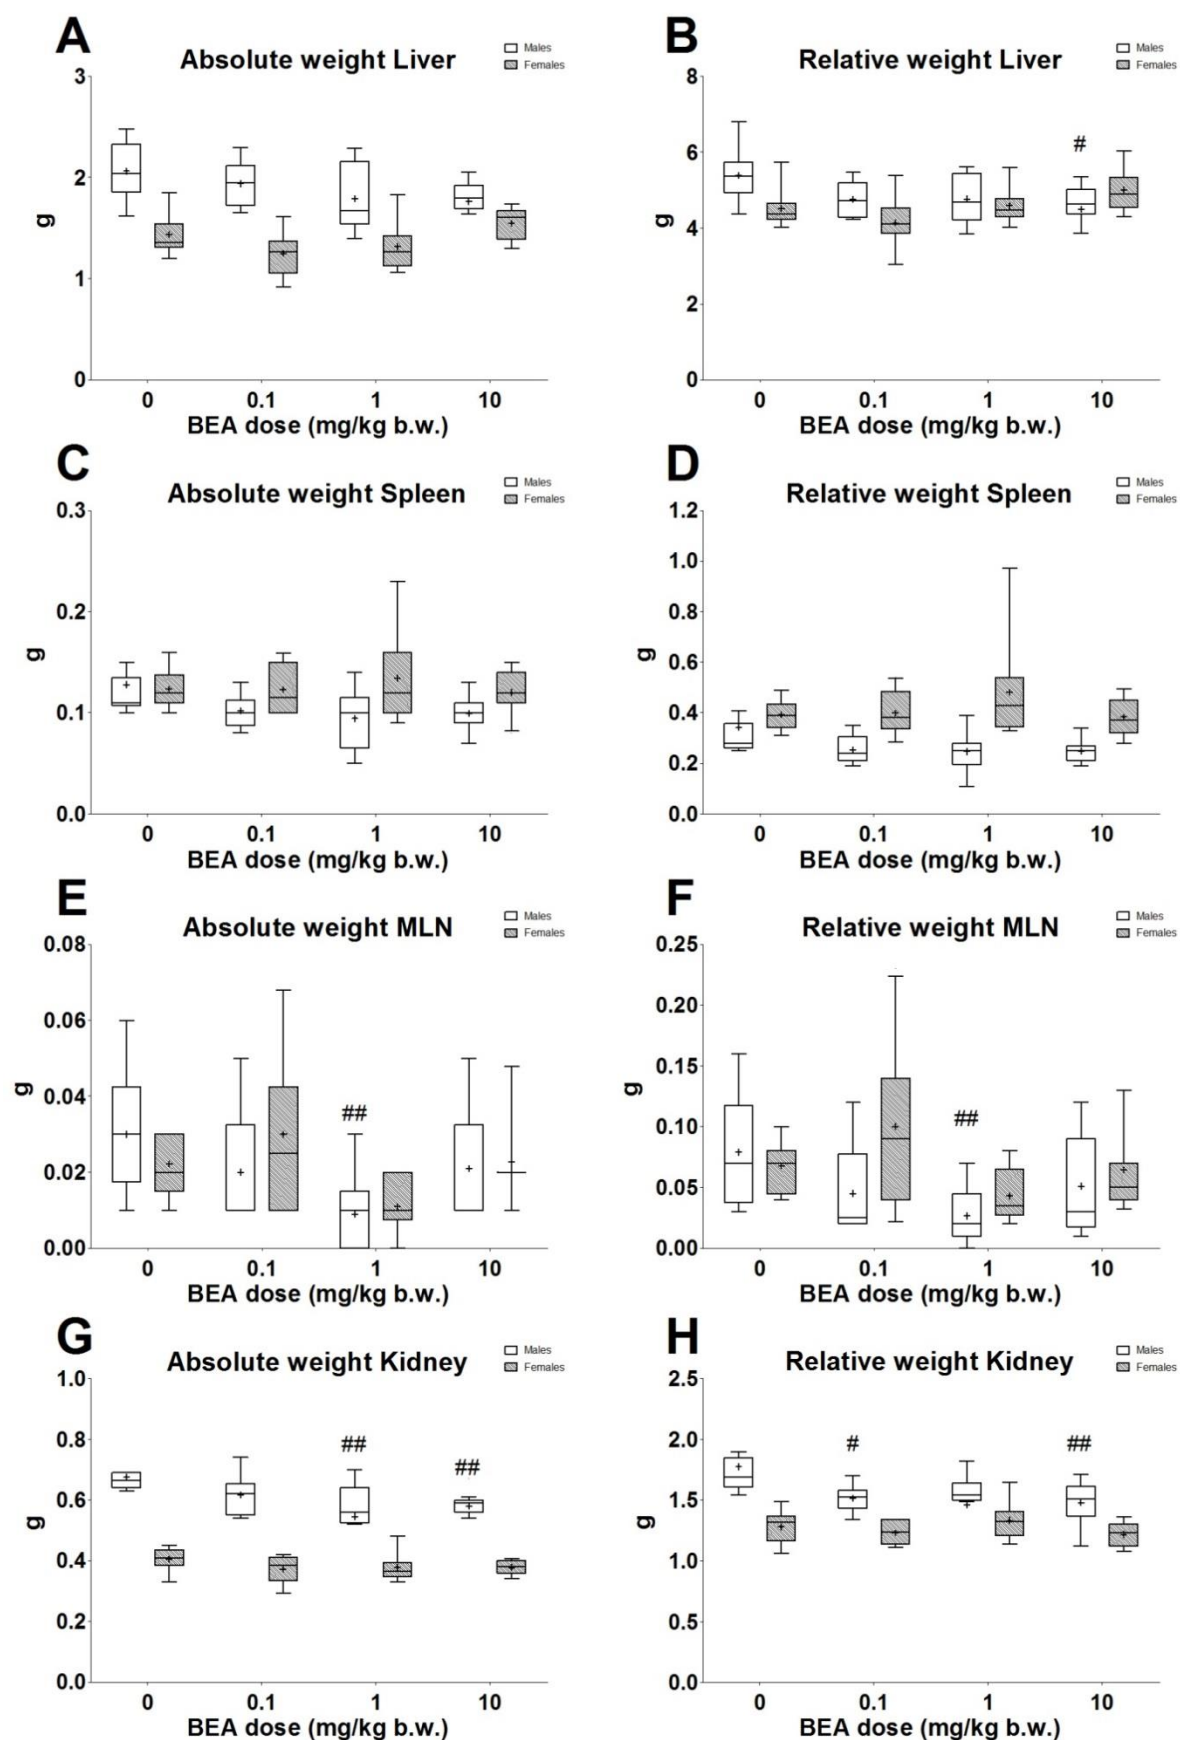 A
Absolute weight Liver
Males
Females
3
2
1
0
g
0 0.1 1 10
BEA dose (mg/kg b.w.)
B
Relative weight Liver
Males
Females
8
6
4
2
0
g
#
0 0.1 1 10
BEA dose (mg/kg b.w.)
C
Absolute weight Spleen
Males
Females
0.3
0.2
0.1
0.0
g
0 0.1 1 10
BEA dose (mg/kg b.w.)
D
Relative weight Spleen
Males
Females
1.2
1.0
0.8
0.6
0.4
0.2
0.0
g
0 0.1 1 10
BEA dose (mg/kg b.w.)
E
Absolute weight MLN
Males
Females
0.08
0.06
0.04
0.02
0.00
g
##
0 0.1 1 10
BEA dose (mg/kg b.w.)
F
Relative weight MLN
Males
Females
0.25
0.20
0.15
0.10
0.05
0.00
g
##
0 0.1 1 10
BEA dose (mg/kg b.w.)
G
Absolute weight Kidney
Males
Females
1.0
0.8
0.6
0.4
0.2
0.0
g
## ##
0 0.1 1 10
BEA dose (mg/kg b.w.)
H
Relative weight Kidney
Males
Females
2.5
2.0
1.5
1.0
0.5
0.0
g
# ##
0 0.1 1 10
BEA dose (mg/kg b.w.)